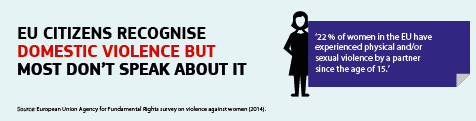 EU CITIZENS RECOGNISE
DOMESTIC VIOLENCE BUT
MOST DON'T SPEAK ABOUT IT
'22 % of women in the EU have
experienced physical and/or
sexual violence by a partner
since the age of 15.'
Source: European Union Agency for Fundamental Rights survey on violence against women (2014).